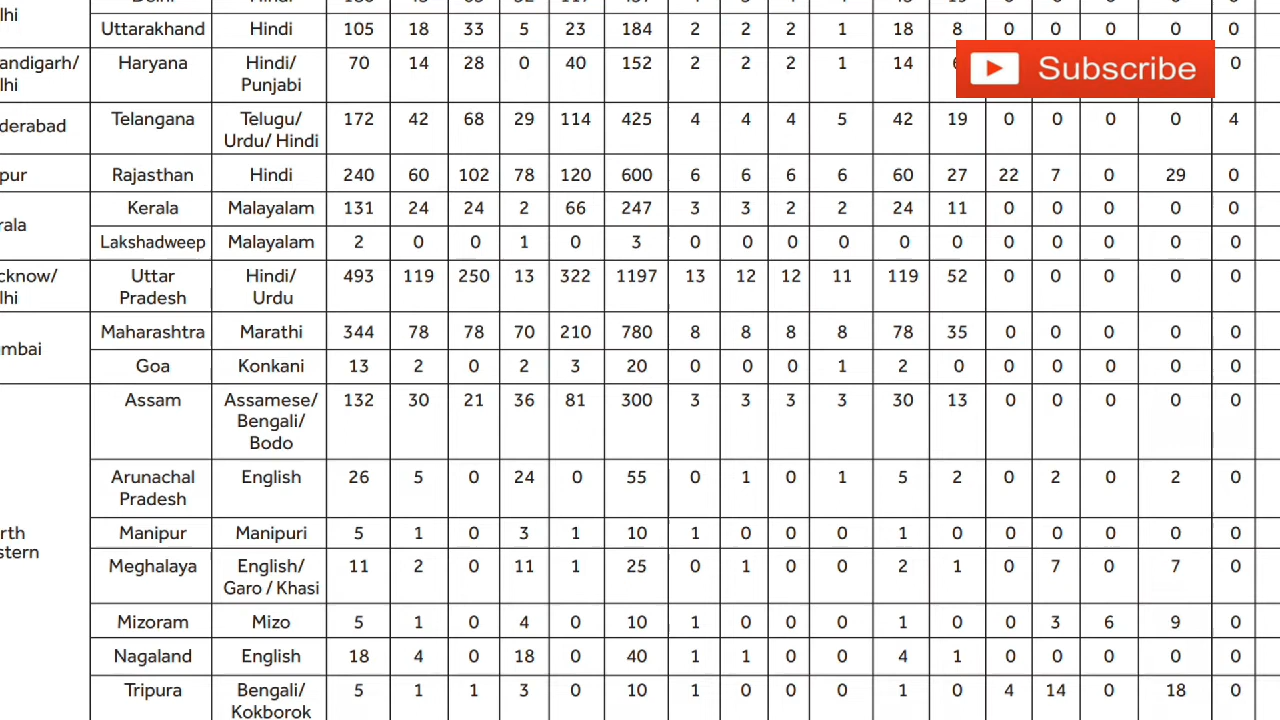 lhi
Uttarakhand Hindi 105 18 33 5 23 184 2 2 2 1 18 8 0 0 0 0 0
andigarh/ Haryana Hindi/ 70 14 28 0 40 152 2 2 2 1 14 0
lhi Punjabi
Subscribe
derabad Telangana Telugu/ 172 42 68 29 114 425 4 4 4 5 42 19 0 0 0 0 4
Urdu/ Hindi
pur Rajasthan Hindi 240 60 102 78 120 600 6 6 6 6 60 27 22 7 0 29 0
rala Kerala Malayalam 131 24 24 2 66 247 3 3 2 2 24 11 0 0 0 0 0
Lakshadweep Malayalam 2 0 0 1 0 3 0 0 0 0 0 0 0 0 0 0 0
cknow/ Uttar Hindi/ 493 119 250 13 322 1197 13 12 12 11 119 52 0 0 0 0 0
lhi Pradesh Urdu
mbai Maharashtra Marathi 344 78 78 70 210 780 8 8 8 8 78 35 0 0 0 0 0
Goa Konkani 13 2 0 2 3 20 0 0 0 1 2 0 0 0 0 0 0
Assam Assamese/ 132 30 21 36 81 300 3 3 3 3 30 13 0 0 0 0 0
Bengali/
Bodo
Arunachal English 26 5 0 24 0 55 0 1 0 1 5 2 0 2 0 2 0
Pradesh
rth Manipur Manipuri 5 1 0 3 1 10 1 0 0 0 1 0 0 0 0 0 0
stern
Meghalaya English/ 11 2 0 11 1 25 0 1 0 0 2 1 0 7 0 7 0
Garo / Khasi
Mizoram Mizo 5 1 0 4 0 10 1 0 0 0 1 0 0 3 6 9 0
Nagaland English 18 4 0 18 0 40 1 1 0 0 4 1 0 0 0 0 0
Tripura Bengali/ 5 1 1 3 0 10 1 0 0 0 1 0 4 14 0 18 0
Kokborok